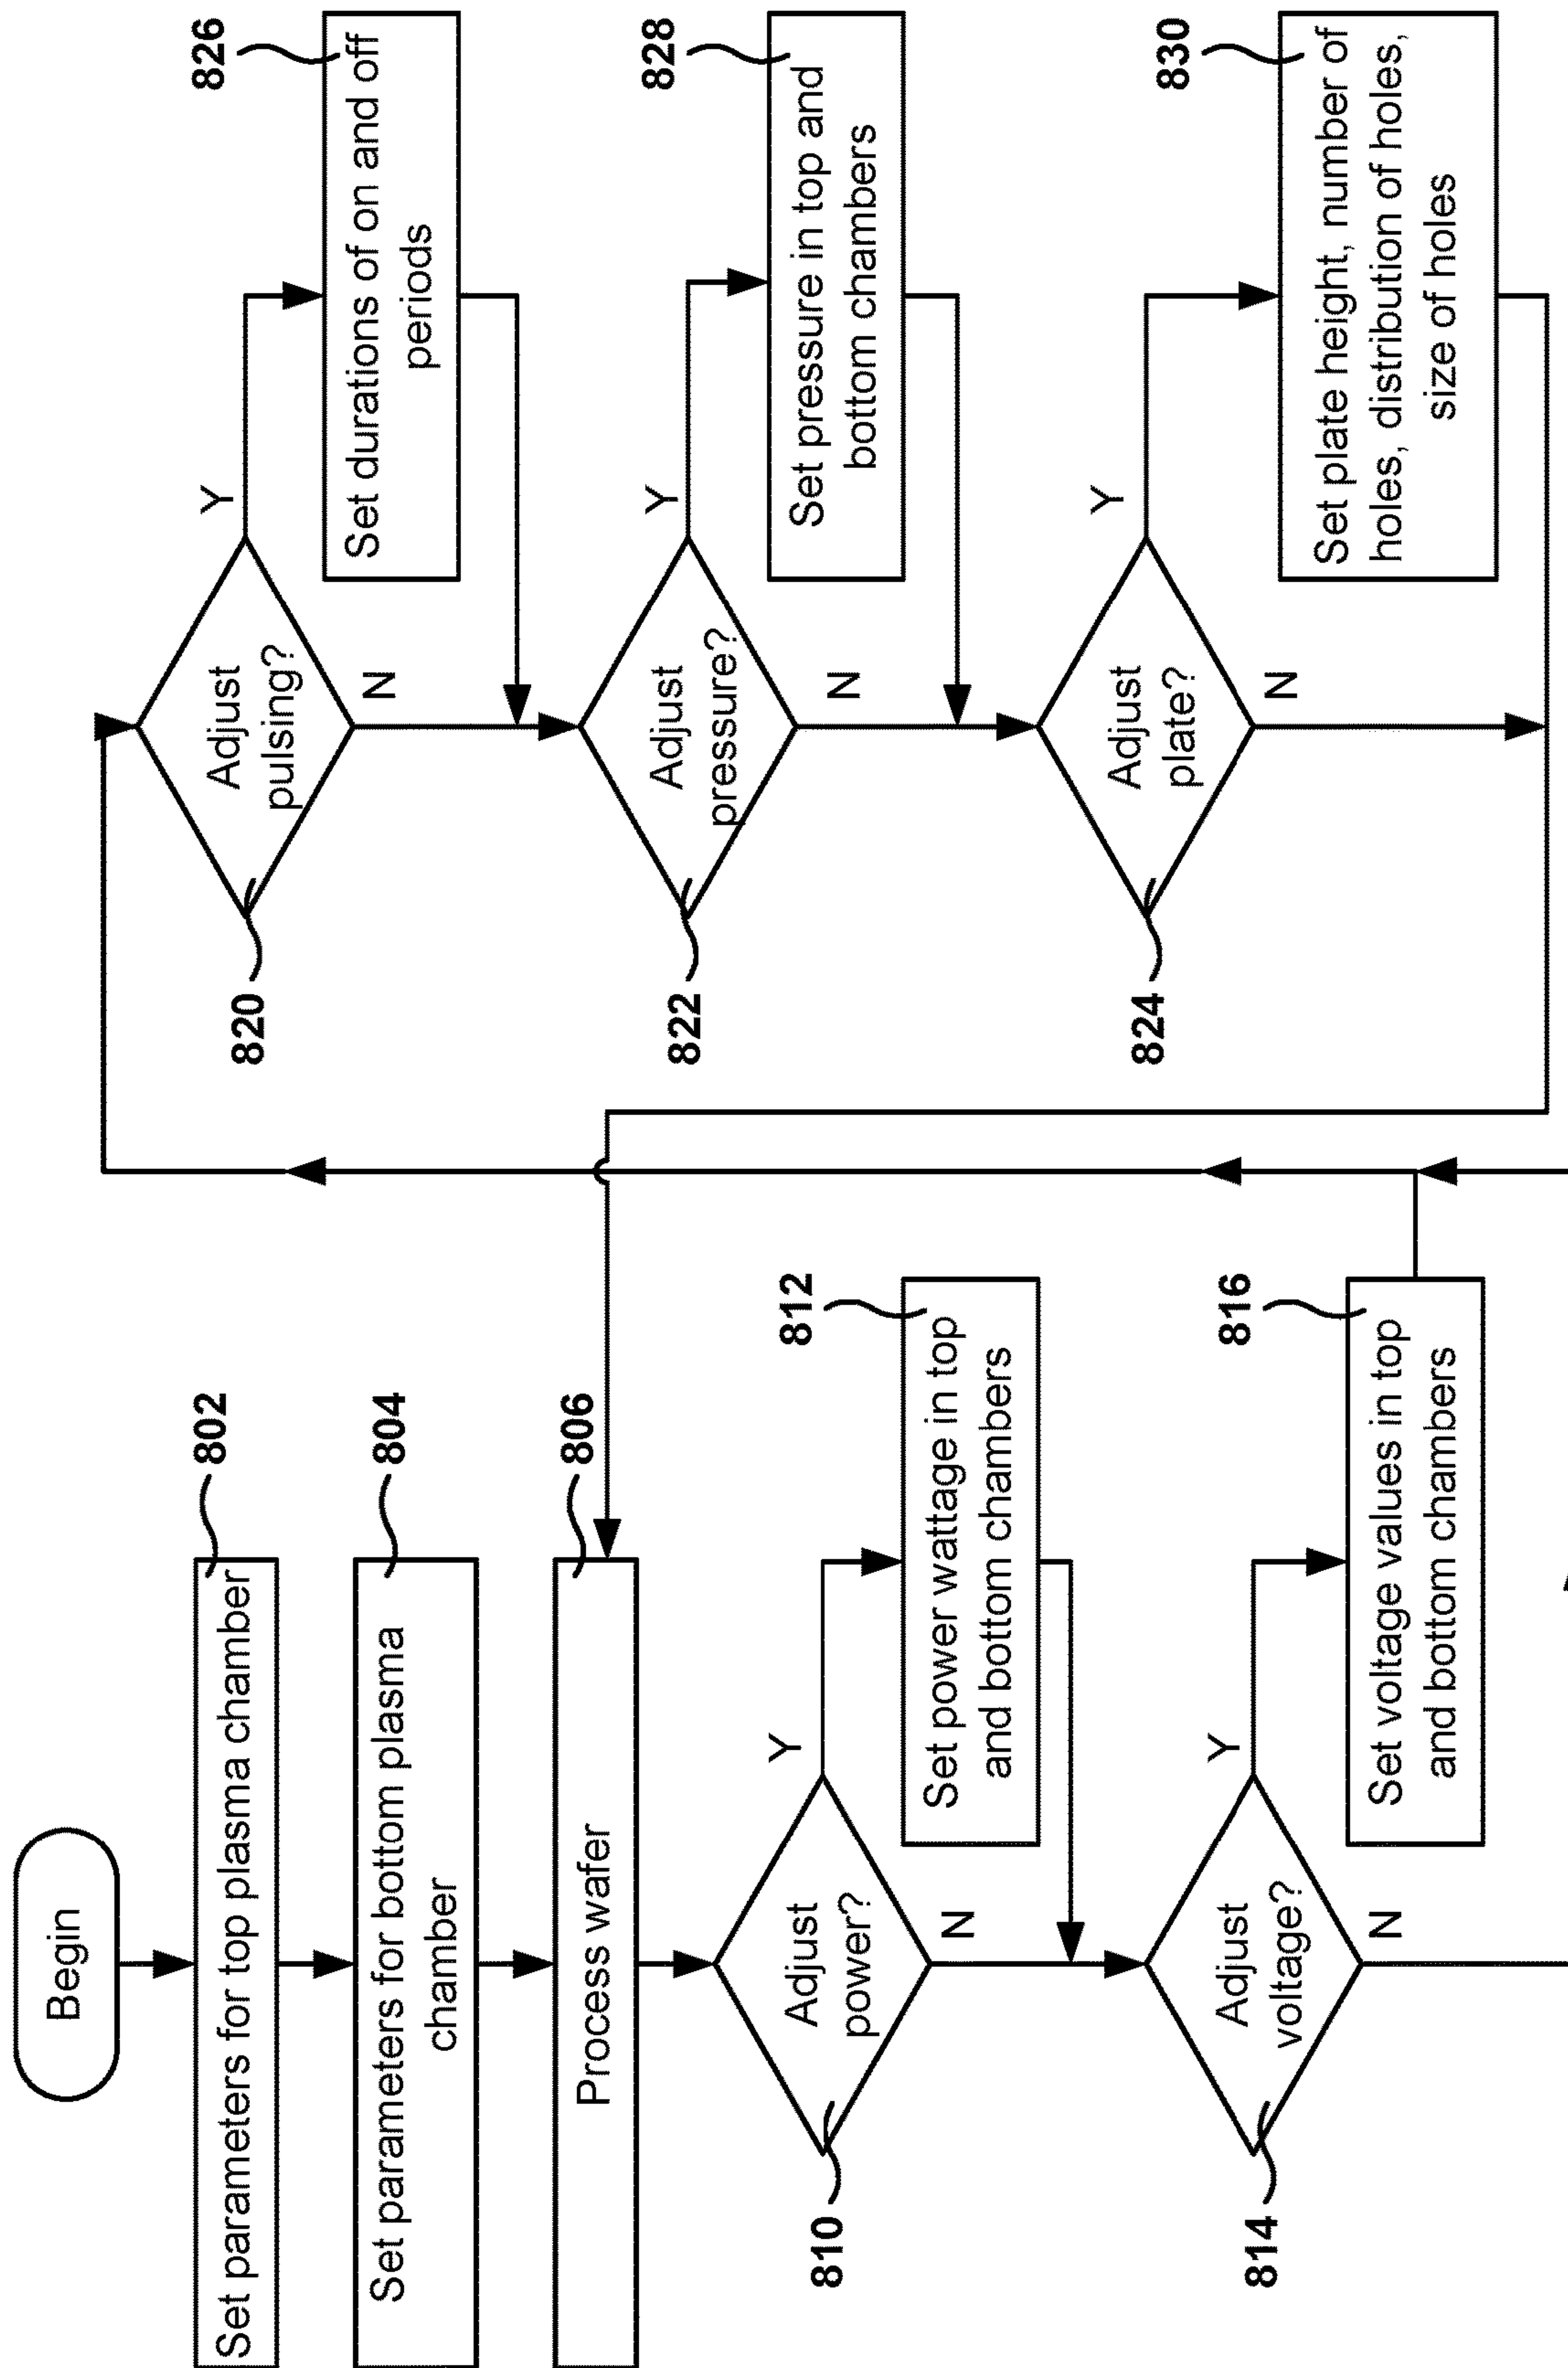 Begin
802
Set parameters for top plasma chamber
804
Set parameters for bottom plasma
chamber
806
Process wafer
810
Adjust
power?
Y
N
812
Set power wattage in top
and bottom chambers
814
Adjust
voltage?
Y
N
816
Set voltage values in top
and bottom chambers
820
Adjust
pulsing?
Y
N
826
Set durations of on and off
periods
822
Adjust
pressure?
Y
N
828
Set pressure in top and
bottom chambers
824
Adjust
plate?
Y
N
830
Set plate height, number of
holes, distribution of holes,
size of holes